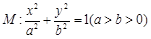 M: x²/a² + y²/b² = 1(a > b > 0)